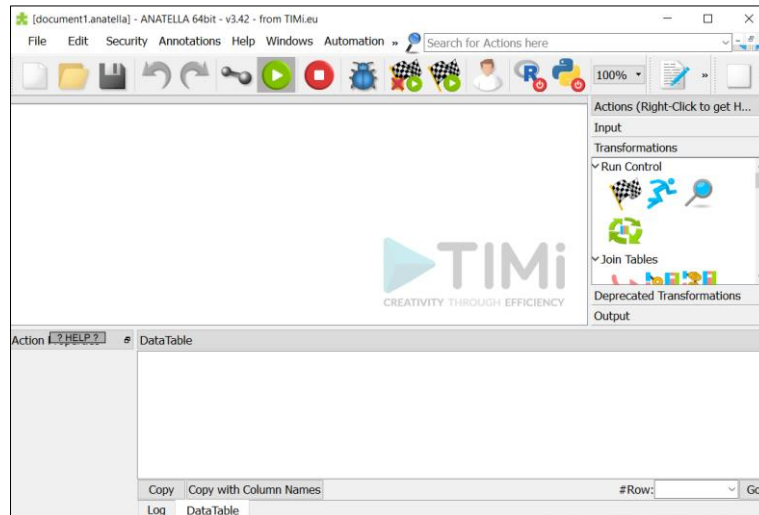 [document1.anatella] - ANATELLA 64bit - v3.42 - from TIMi.eu
File Edit Security Annotations Help Windows Automation » Search for Actions here
100% »
Actions (Right-Click to get H...
Input
Transformations
Run Control
Join Tables
Deprecated Transformations
Output
TIMi
CREATIVITY THROUGH EFFICIENCY
Action ? HELP ? DataTable
Copy Copy with Column Names #Row: Go
Log DataTable